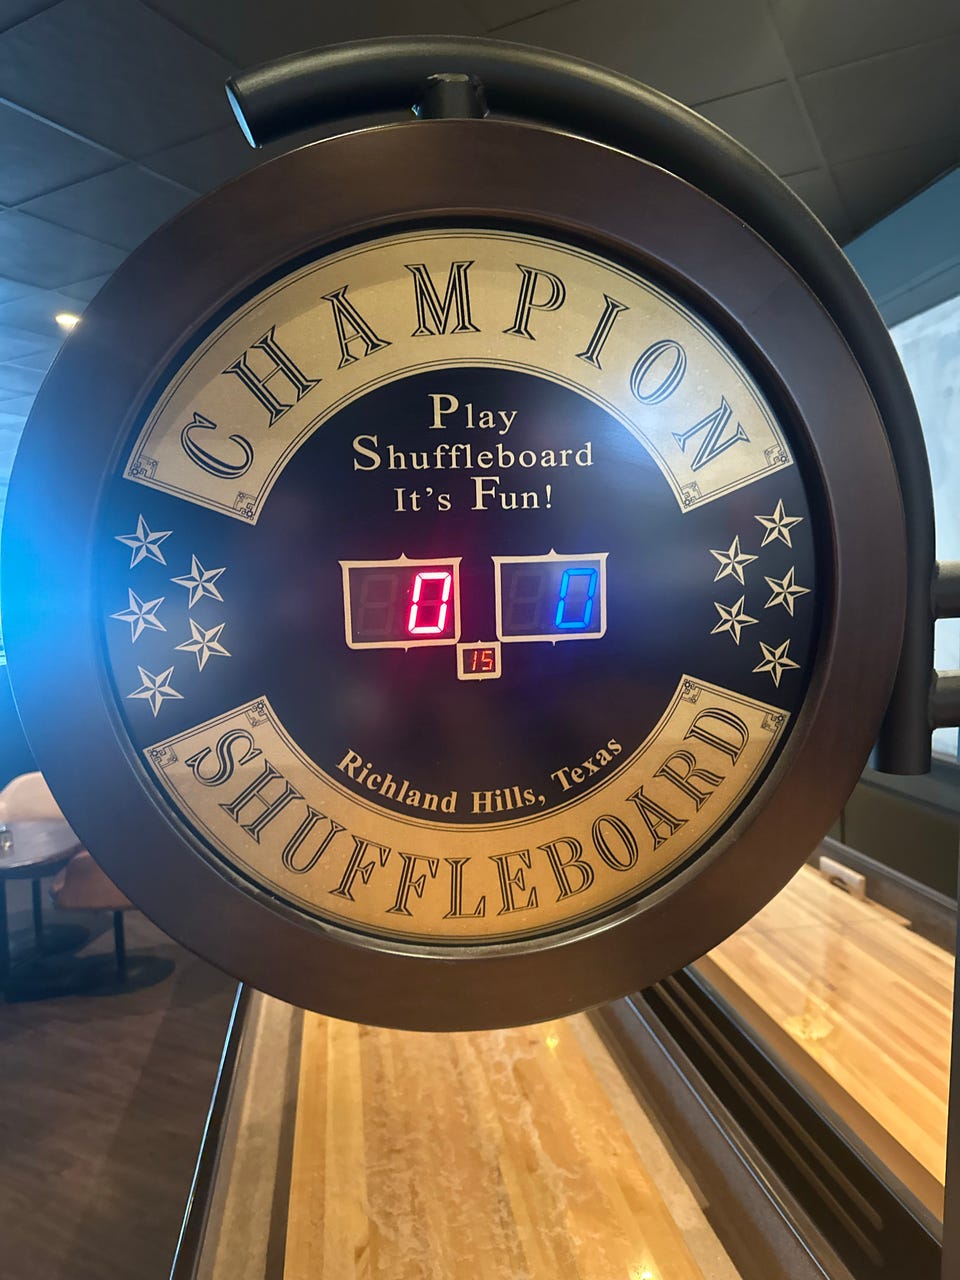 CHAMPION
Play
Shuffleboard
It's Fun!
0 0
15
Richland Hills, Texas
SHUFFLEBOARD